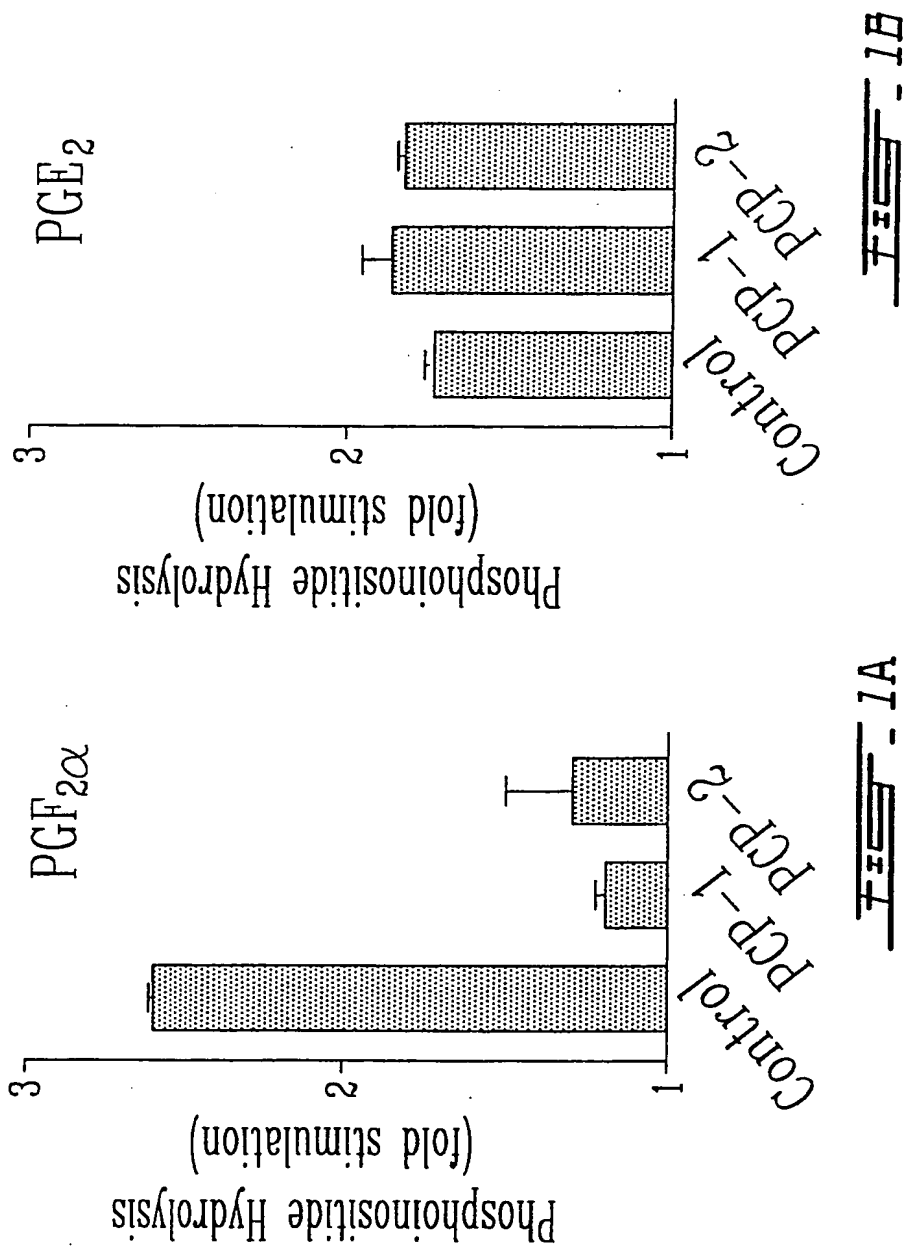 PGF2α
Phosphoinositide Hydrolysis
(fold stimulation)
3
2
1
Control
PCP-1
PCP-2
FIG - 1A
PGE2
Phosphoinositide Hydrolysis
(fold stimulation)
3
2
1
Control
PCP-1
PCP-2
FIG - 1B